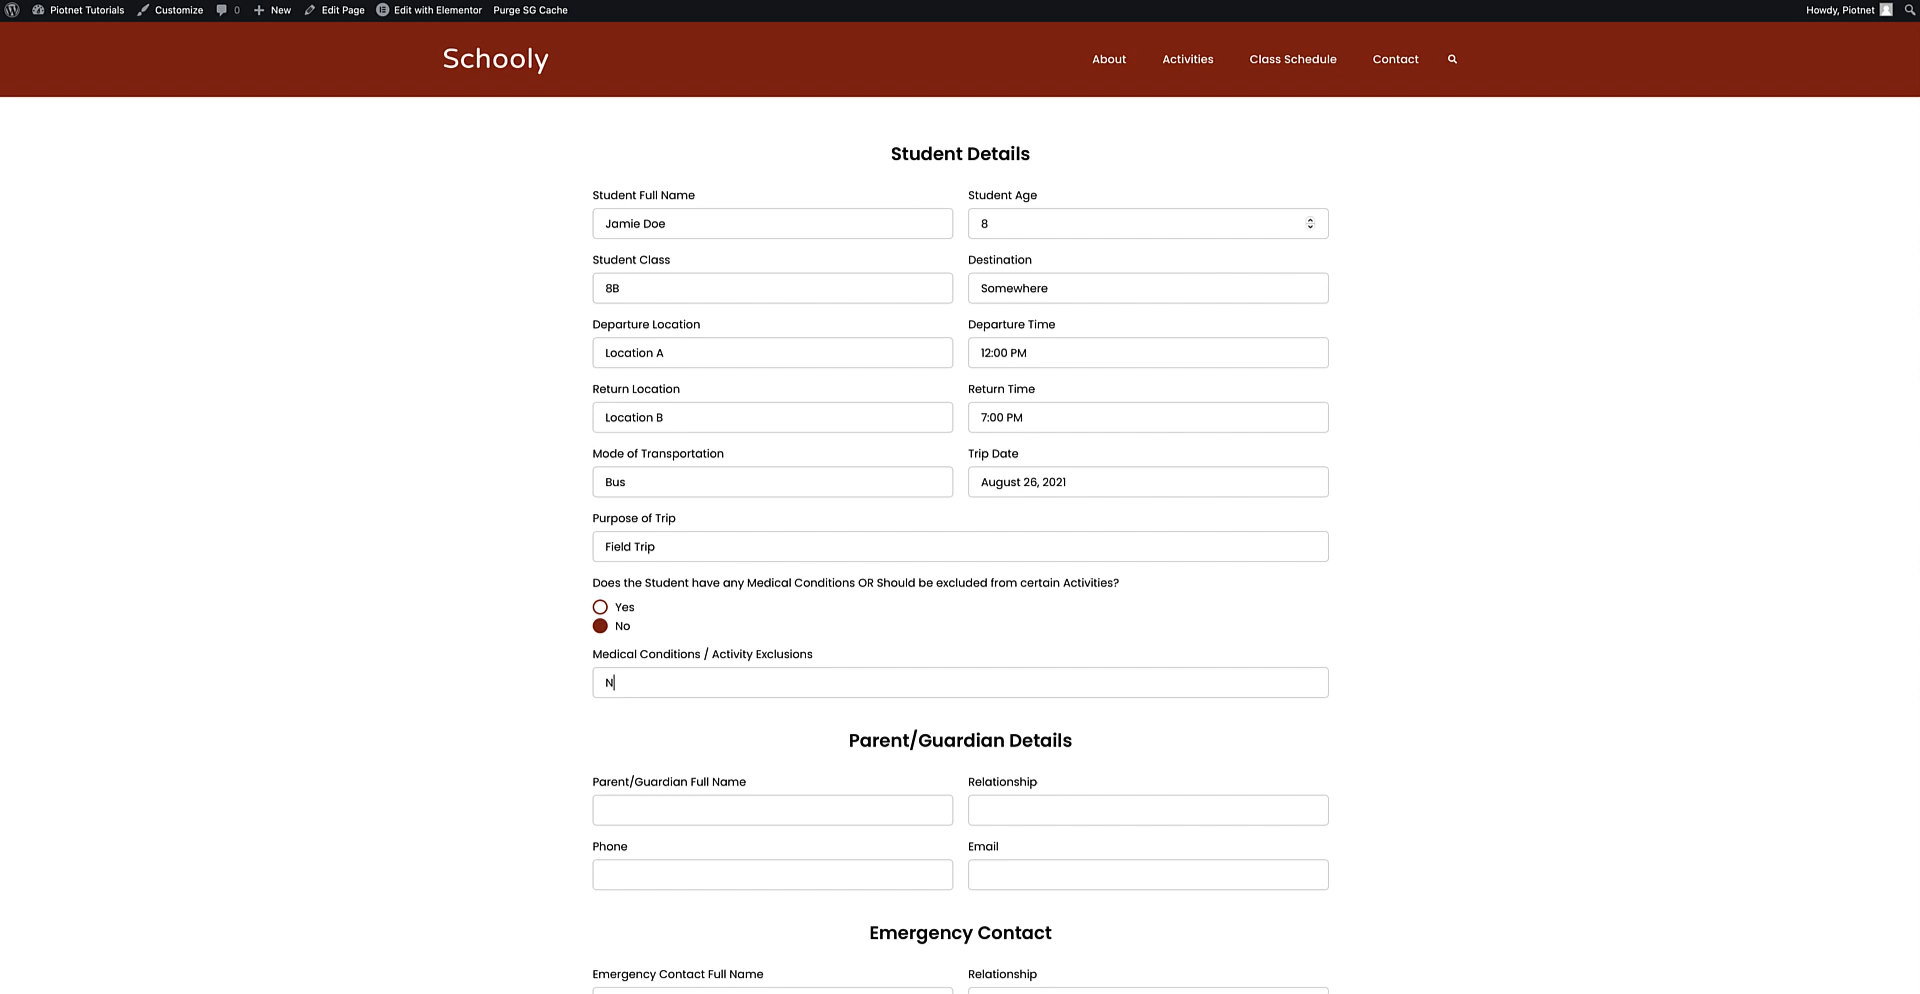 Piotnet Tutorials Customize 0 New Edit Page Edit with Elementor Purge SG Cache Howdy, Piotnet
Schooly About Activities Class Schedule Contact
Student Details
Student Full Name Student Age
Jamie Doe 8
Student Class Destination
8B Somewhere
Departure Location Departure Time
Location A 12:00 PM
Return Location Return Time
Location B 7:00 PM
Mode of Transportation Trip Date
Bus August 26, 2021
Purpose of Trip
Field Trip
Does the Student have any Medical Conditions OR Should be excluded from certain Activities?
Yes
No
Medical Conditions / Activity Exclusions
N
Parent/Guardian Details
Parent/Guardian Full Name Relationship
Phone Email
Emergency Contact
Emergency Contact Full Name Relationship